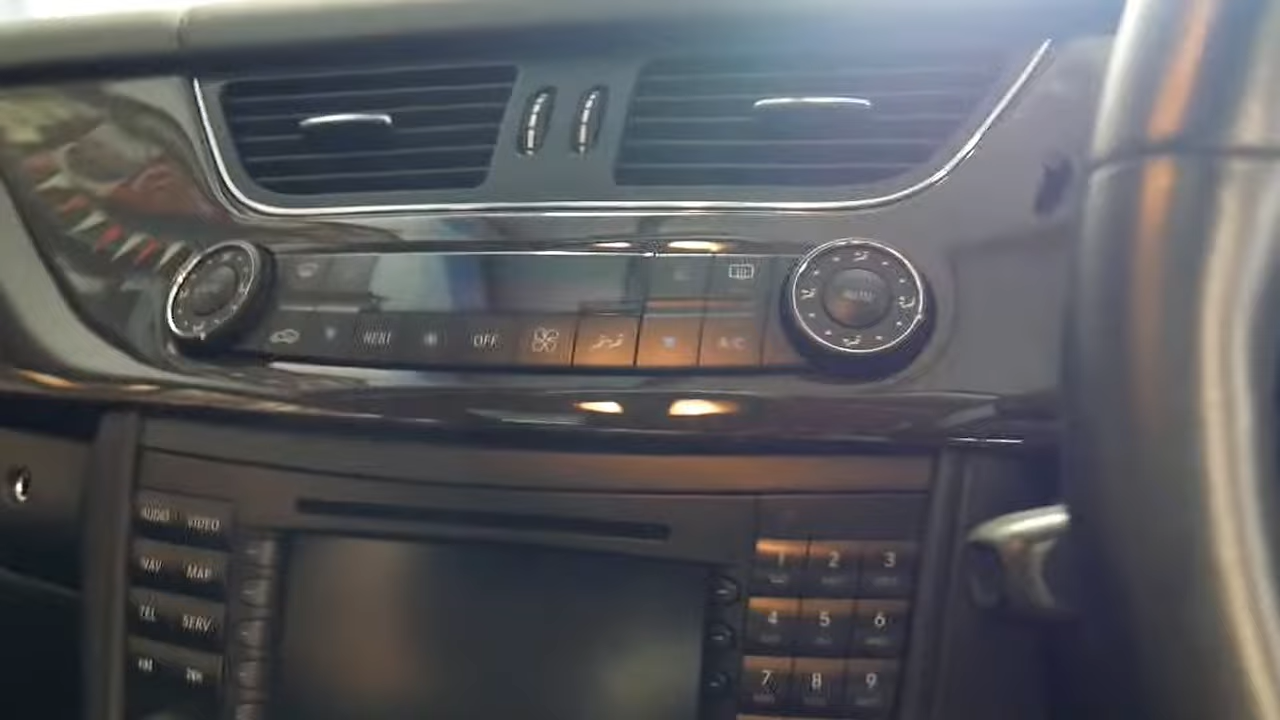 REST OFF A/C
AUTO
AUDIO VIDEO 1 2 3
NAV MAP
TEL SERV 4 5 6
7 8 9